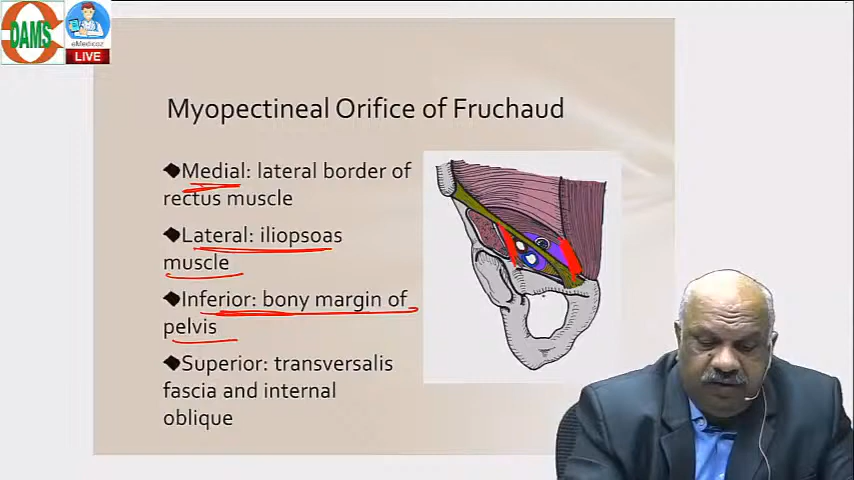 DAMS
eMedicoz
LIVE
Myopectineal Orifice of Fruchaud
Medial: lateral border of
rectus muscle
Lateral: iliopsoas
muscle
Inferior: bony margin of
pelvis
Superior: transversalis
fascia and internal
oblique